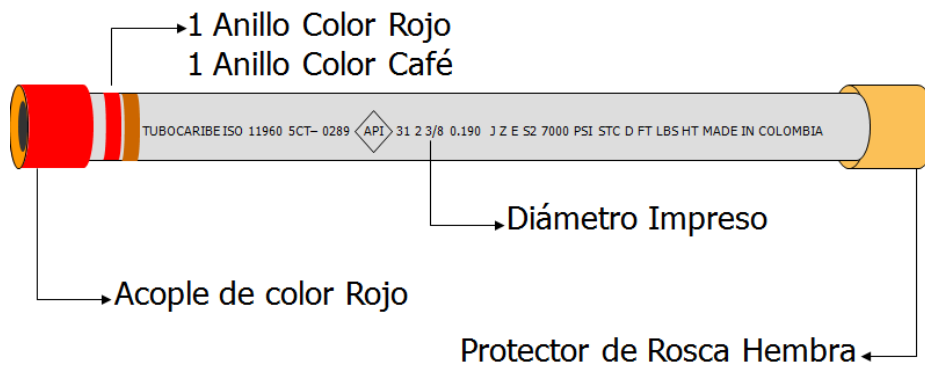 1 Anillo Color Rojo
1 Anillo Color Café
TUBOCARIBE ISO 11960 5CT– 0289 API 31 2 3/8 0.190 J Z E S2 7000 PSI STC D FT LBS HT MADE IN COLOMBIA
Diámetro Impreso
Acople de color Rojo
Protector de Rosca Hembra